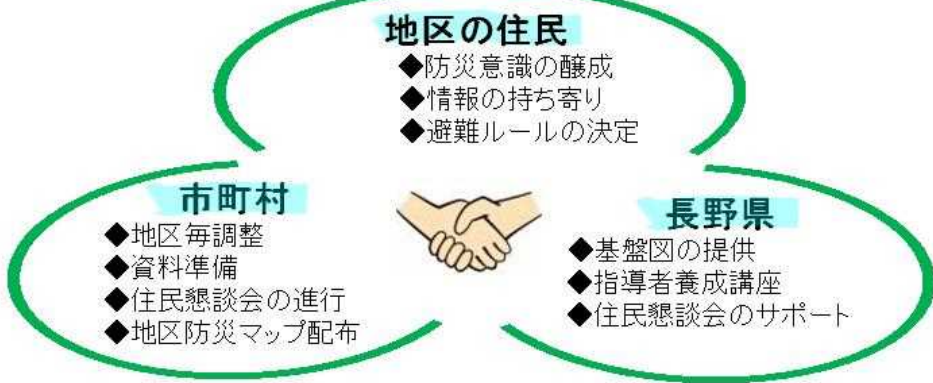 地区の住民
◆防災意識の醸成
◆情報の持ち寄り
◆避難ルールの決定
市町村
◆地区毎調整
◆資料準備
◆住民懇談会の進行
◆地区防災マップ配布
長野県
◆基盤図の提供
◆指導者養成講座
◆住民懇談会のサポート